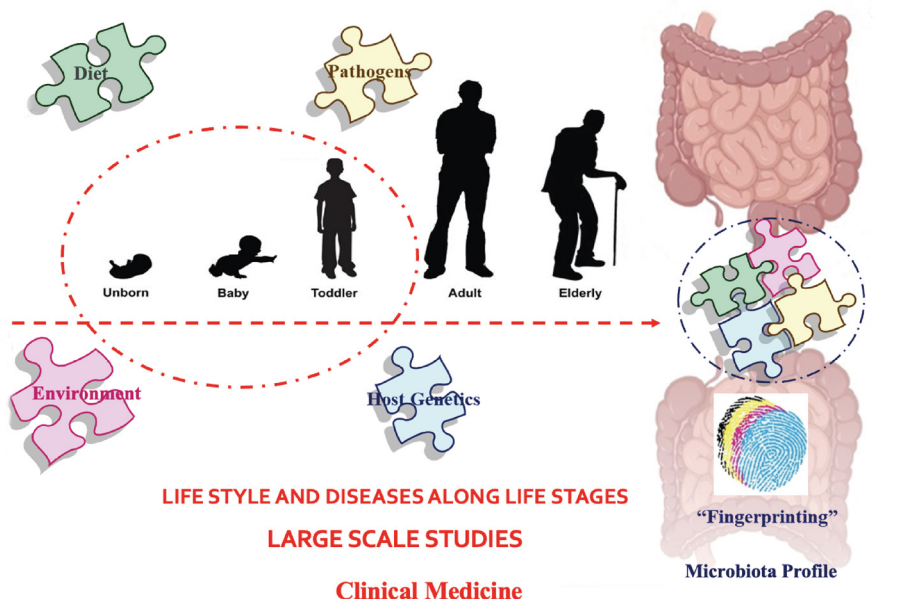 Diet
Pathogens
Unborn
Baby
Toddler
Adult
Elderly
Environment
Host Genetics
LIFE STYLE AND DISEASES ALONG LIFE STAGES
LARGE SCALE STUDIES
Clinical Medicine
“Fingerprinting”
Microbiota Profile